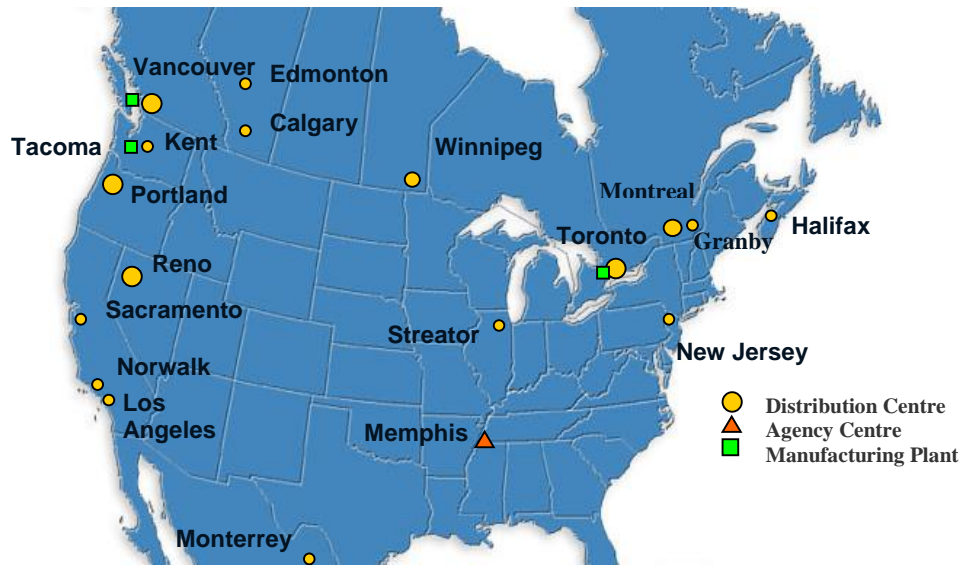 Vancouver
Edmonton
Calgary
Tacoma
Kent
Winnipeg
Portland
Montreal
Halifax
Toronto
Granby
Reno
Sacramento
Streator
New Jersey
Norwalk
Los
Angeles
Memphis
Distribution Centre
Agency Centre
Manufacturing Plant
Monterrey